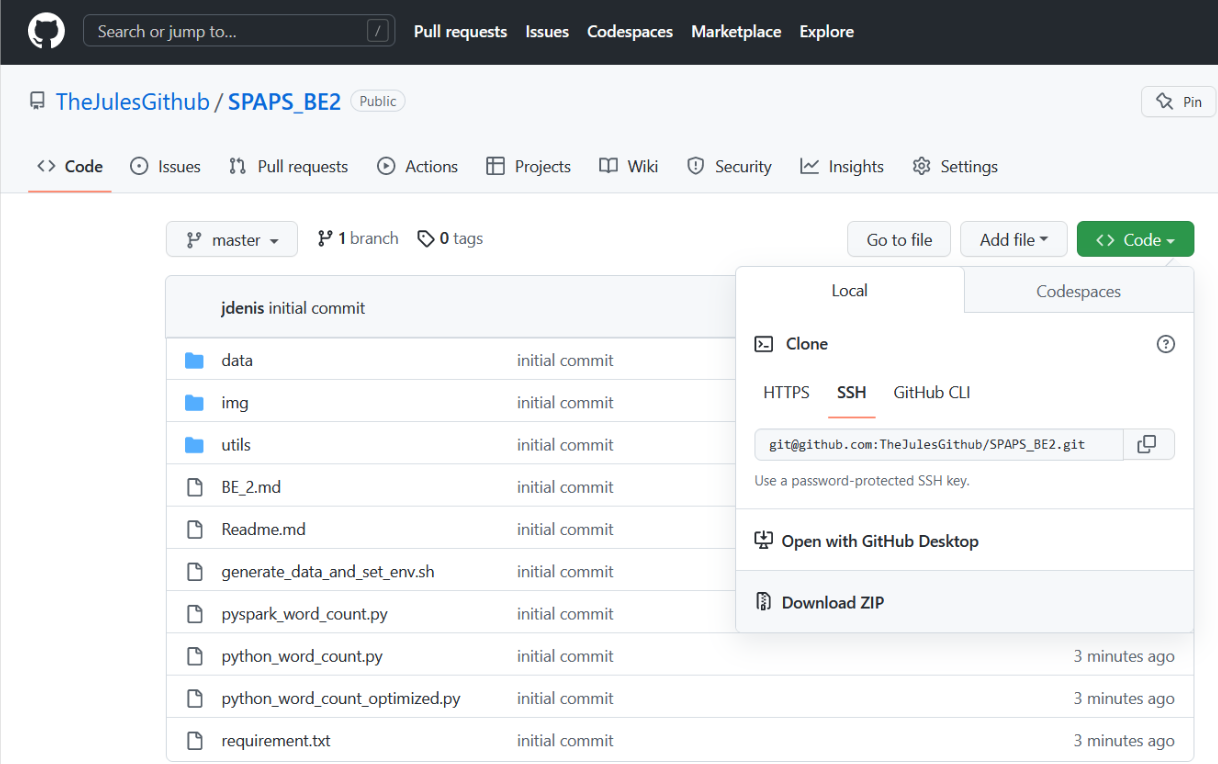 Search or jump to... / Pull requests Issues Codespaces Marketplace Explore
TheJulesGithub / SPAPS_BE2 Public Pin
Code Issues Pull requests Actions Projects Wiki Security Insights Settings
master 1 branch 0 tags Go to file Add file Code
jdenis initial commit
data initial commit
img initial commit
utils initial commit
BE_2.md initial commit
Readme.md initial commit
generate_data_and_set_env.sh initial commit
pyspark_word_count.py initial commit
python_word_count.py initial commit 3 minutes ago
python_word_count_optimized.py initial commit 3 minutes ago
requirement.txt initial commit 3 minutes ago
Local Codespaces
Clone ?
HTTPS SSH GitHub CLI
git@github.com:TheJulesGithub/SPAPS_BE2.git
Use a password-protected SSH key.
Open with GitHub Desktop
Download ZIP